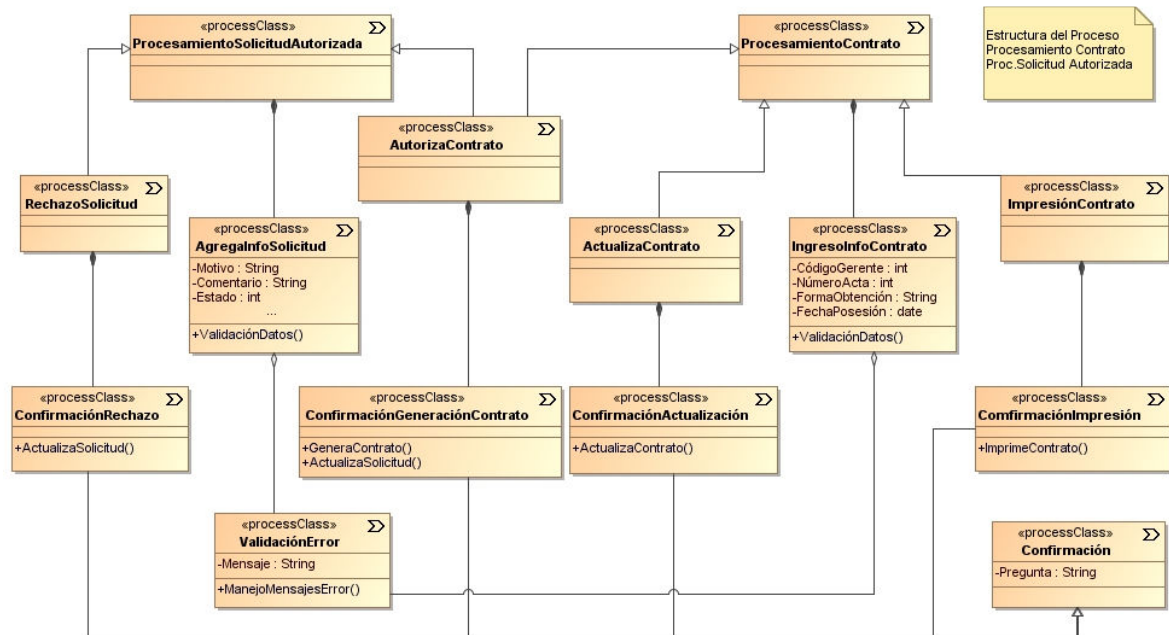 «processClass»
ProcesamientoSolicitudAutorizada
«processClass»
ProcesamientoContrato
Estructura del Proceso
Procesamiento Contrato
Proc.Solicitud Autorizada
«processClass»
AutorizaContrato
«processClass»
RechazoSolicitud
«processClass»
ImpresiónContrato
«processClass»
AgregaInfoSolicitud
-Motivo : String
-Comentario : String
-Estado : int
...
+ValidaciónDatos()
«processClass»
ActualizaContrato
«processClass»
IngresoInfoContrato
-CódigoGerente : int
-NúmeroActa : int
-FormaObtención : String
-FechaPosesión : date
+ValidaciónDatos()
«processClass»
ConfirmaciónRechazo
+ActualizaSolicitud()
«processClass»
ConfirmaciónGeneraciónContrato
+GeneraContrato()
+ActualizaSolicitud()
«processClass»
ConfirmaciónActualización
+ActualizaContrato()
«processClass»
ComfirmaciónImpresión
+ImprimeContrato()
«processClass»
ValidaciónError
-Mensaje : String
+ManejoMensajesError()
«processClass»
Confirmación
-Pregunta : String